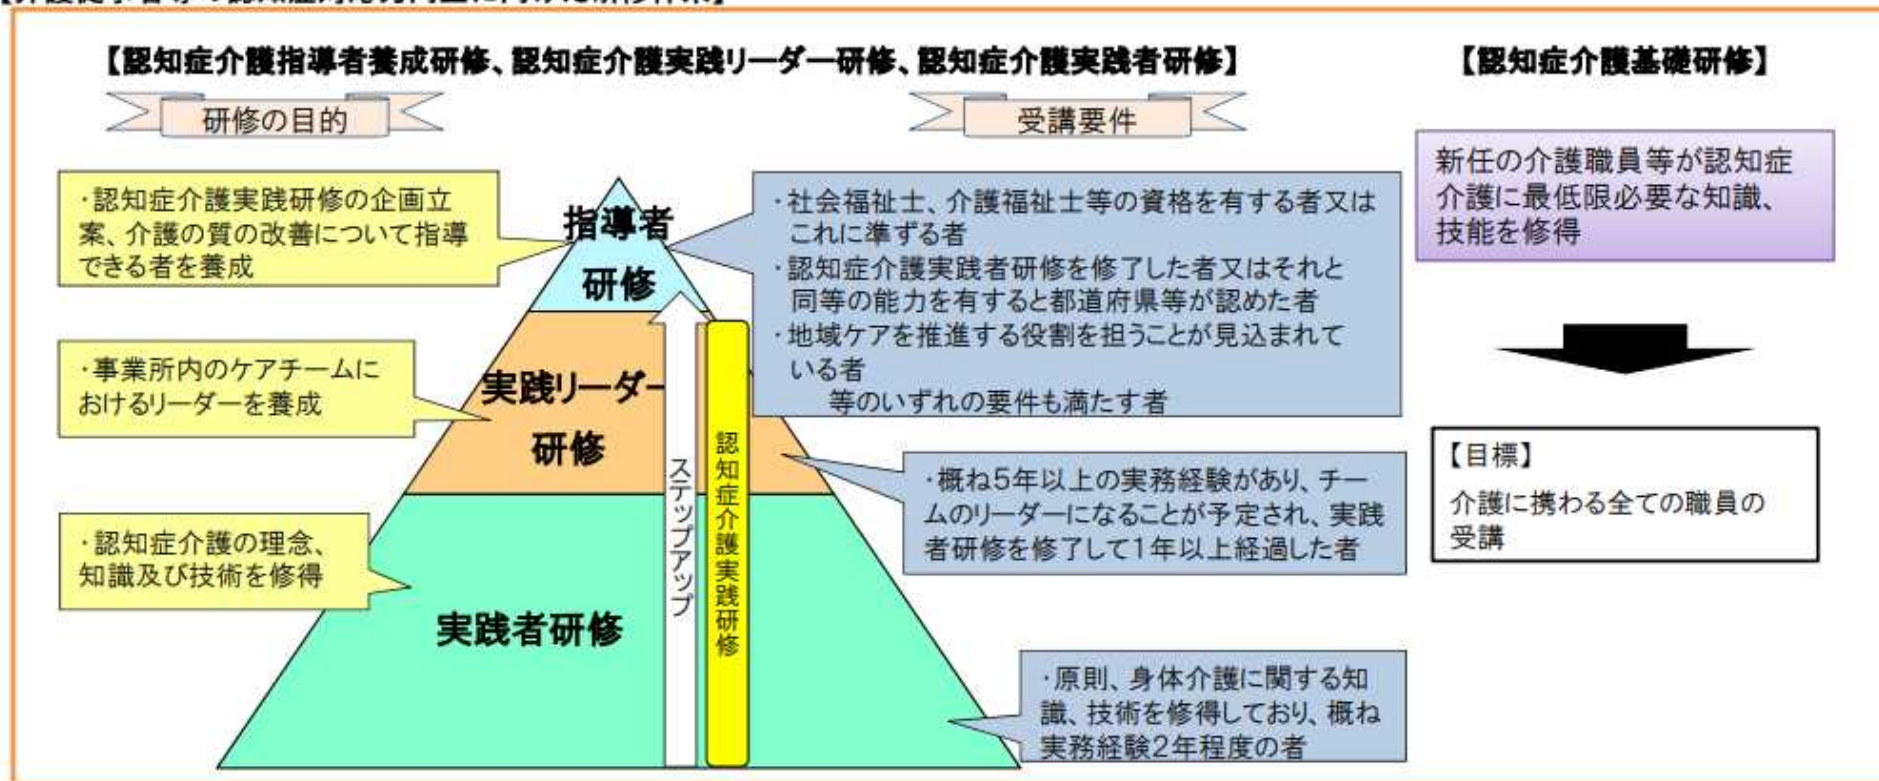 【認知症介護指導者養成研修、認知症介護実践リーダー研修、認知症介護実践者研修】
【認知症介護基礎研修】
研修の目的
受講要件
・認知症介護実践研修の企画立
案、介護の質の改善について指導
できる者を養成
指導者
研修
・社会福祉士、介護福祉士等の資格を有する者又は
これに準ずる者
・認知症介護実践者研修を修了した者又はそれと
同等の能力を有すると都道府県等が認めた者
・地域ケアを推進する役割を担うことが見込まれて
いる者
等のいずれの要件も満たす者
新任の介護職員等が認知症
介護に最低限必要な知識、
技能を修得
・事業所内のケアチームに
おけるリーダーを養成
実践リーダー
研修
ステップアップ
認知症介護実践研修
・概ね5年以上の実務経験があり、チー
ムのリーダーになることが予定され、実践
者研修を修了して1年以上経過した者
【目標】
介護に携わる全ての職員の
受講
・認知症介護の理念、
知識及び技術を修得
実践者研修
・原則、身体介護に関する知
識、技術を修得しており、概ね
実務経験2年程度の者